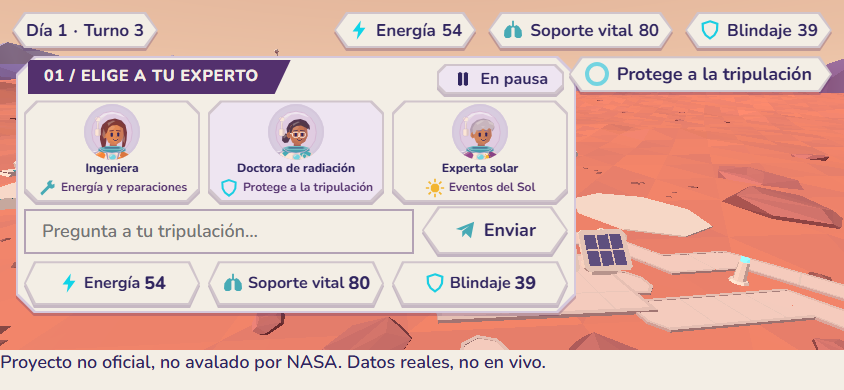 Día 1 · Turno 3
Energía 54
Soporte vital 80
Blindaje 39
01 / ELIGE A TU EXPERTO
En pausa
Protege a la tripulación
Ingeniera
Energía y reparaciones
Doctora de radiación
Protege a la tripulación
Experta solar
Eventos del Sol
Pregunta a tu tripulación...
Enviar
Energía 54
Soporte vital 80
Blindaje 39
Proyecto no oficial, no avalado por NASA. Datos reales, no en vivo.